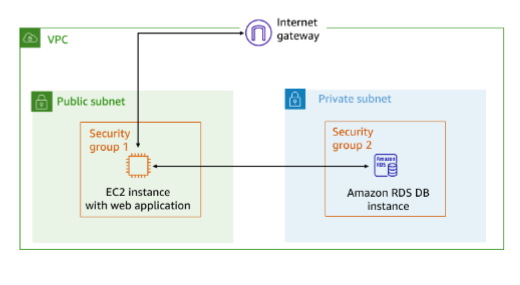 Internet
gateway
VPC
Public subnet
Private subnet
Security
group 1
Security
group 2
Amazon
RDS
EC2 instance
with web application
Amazon RDS DB
instance